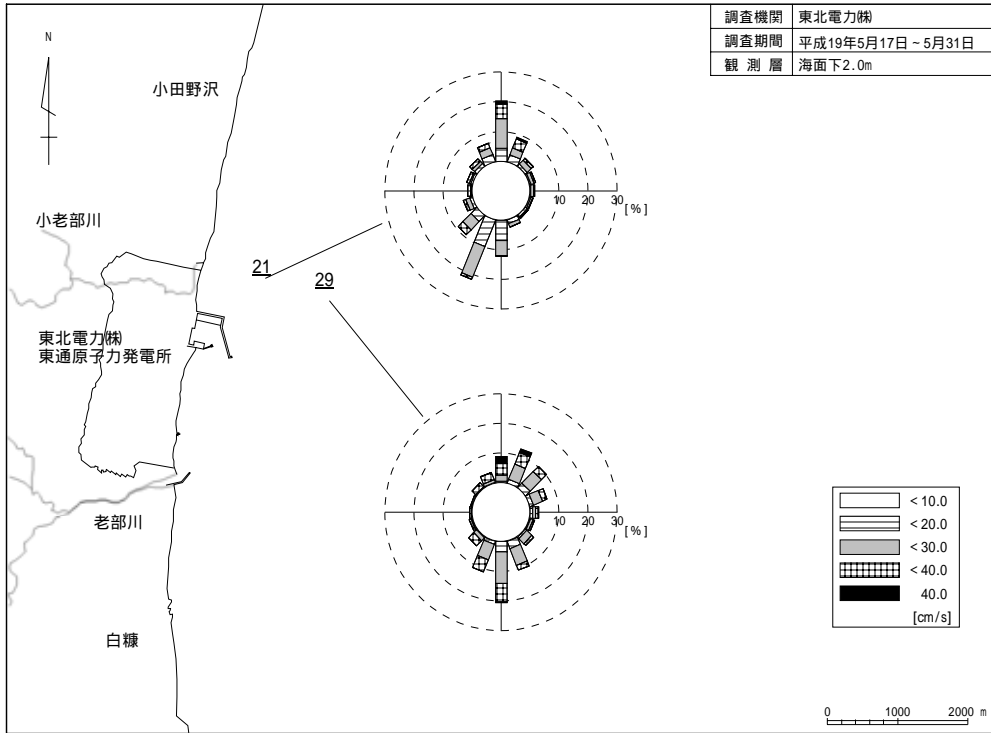 調査機関 東北電力㈱
調査期間 平成19年5月17日～5月31日
観測層 海面下2.0m
N
小田野沢
小老部川
21
29
東北電力㈱
東通原子力発電所
老部川
白糠
10 20 30
[%]
10 20 30
[%]
<10.0
<20.0
<30.0
<40.0
40.0
[cm/s]
0 1000 2000 m